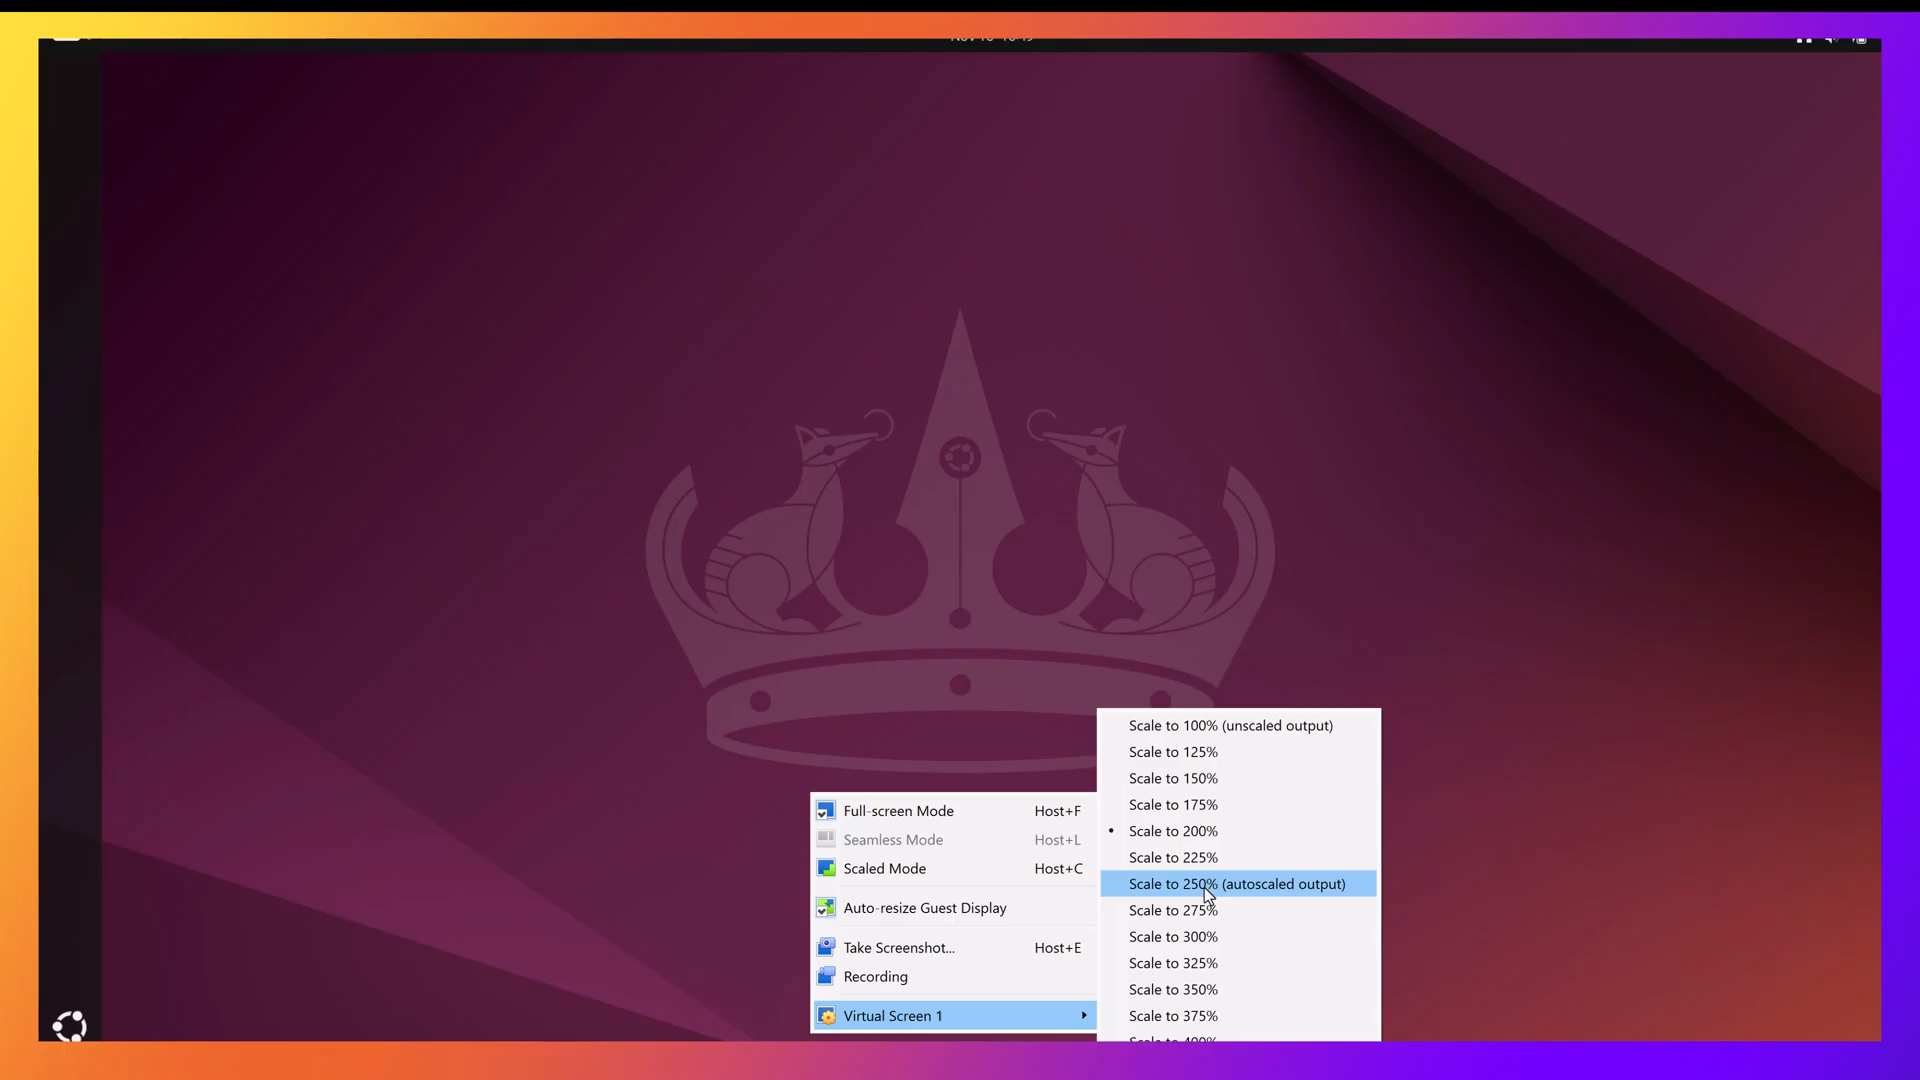 Scale to 100% (unscaled output)
Scale to 125%
Scale to 150%
Scale to 175%
Scale to 200%
Scale to 225%
Scale to 250% (autoscaled output)
Scale to 275%
Scale to 300%
Scale to 325%
Scale to 350%
Scale to 375%
Scale to 400%
Full-screen Mode Host+F
Seamless Mode Host+L
Scaled Mode Host+C
Auto-resize Guest Display
Take Screenshot... Host+E
Recording
Virtual Screen 1